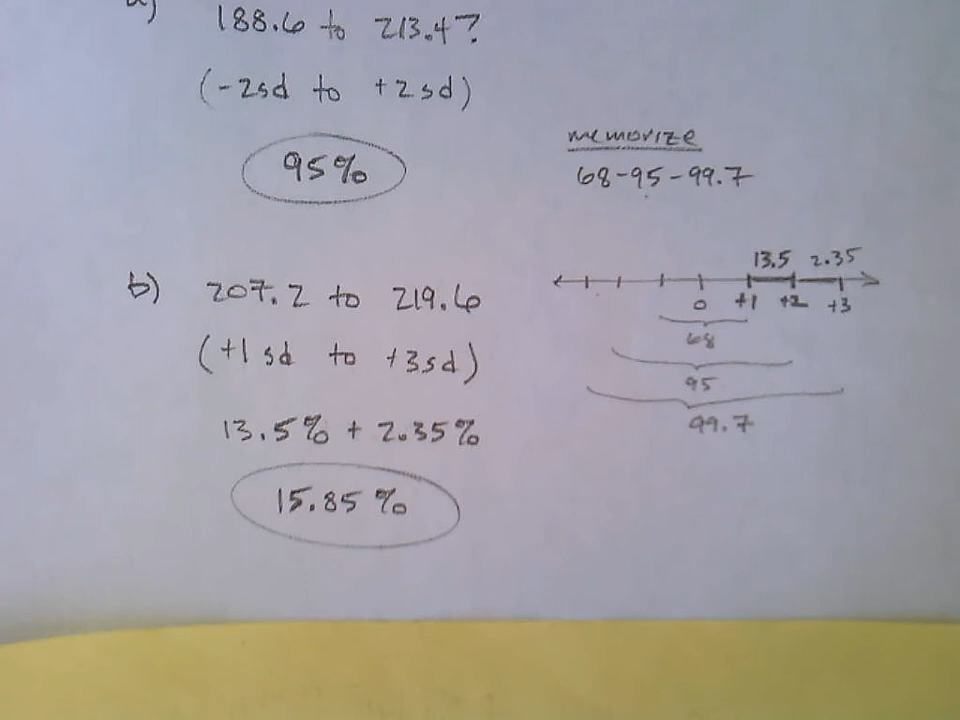 a)
188.6 to 213.4?
(-2sd to +2sd)
95%
memorize
68-95-99.7
b)
207.2 to 219.6
(+1 sd to +3sd)
13.5% + 2.35%
15.85%
13.5 2.35
0 +1 +2 +3
68
95
99.7